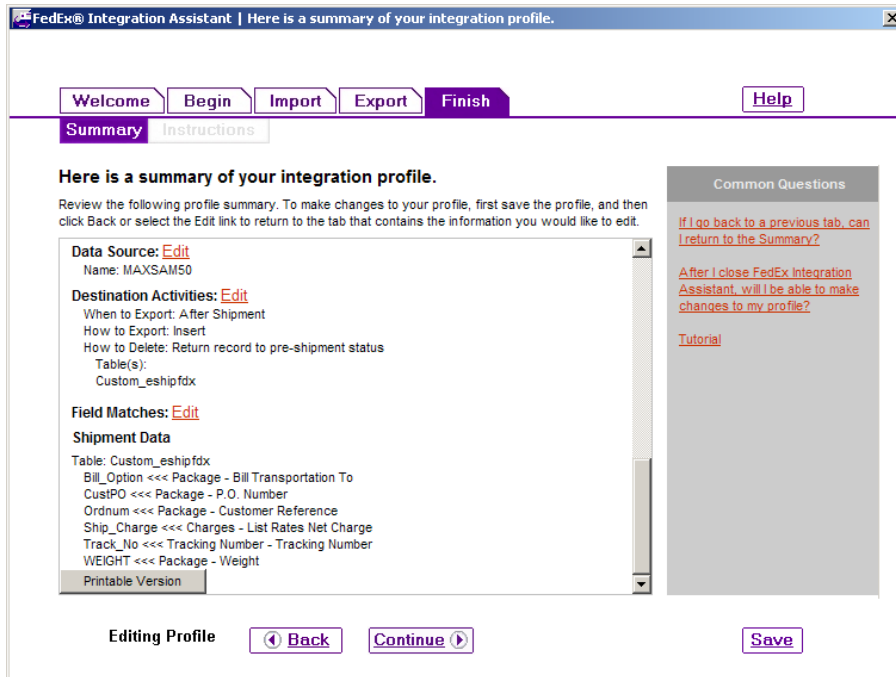 FedEx® Integration Assistant | Here is a summary of your integration profile.
Welcome Begin Import Export Finish Help
Summary Instructions
Here is a summary of your integration profile.
Review the following profile summary. To make changes to your profile, first save the profile, and then
click Back or select the Edit link to return to the tab that contains the information you would like to edit.
Data Source: Edit
Name: MAXSAM50
Destination Activities: Edit
When to Export: After Shipment
How to Export: Insert
How to Delete: Return record to pre-shipment status
Table(s):
Custom_eshipfdx
Field Matches: Edit
Shipment Data
Table: Custom_eshipfdx
Bill_Option <<< Package - Bill Transportation To
CustPO <<< Package - P.O. Number
Ordnum <<< Package - Customer Reference
Ship_Charge <<< Charges - List Rates Net Charge
Track_No <<< Tracking Number - Tracking Number
WEIGHT <<< Package - Weight
Printable Version
Common Questions
If I go back to a previous tab, can
I return to the Summary?
After I close FedEx Integration
Assistant, will I be able to make
changes to my profile?
Tutorial
Editing Profile Back Continue Save